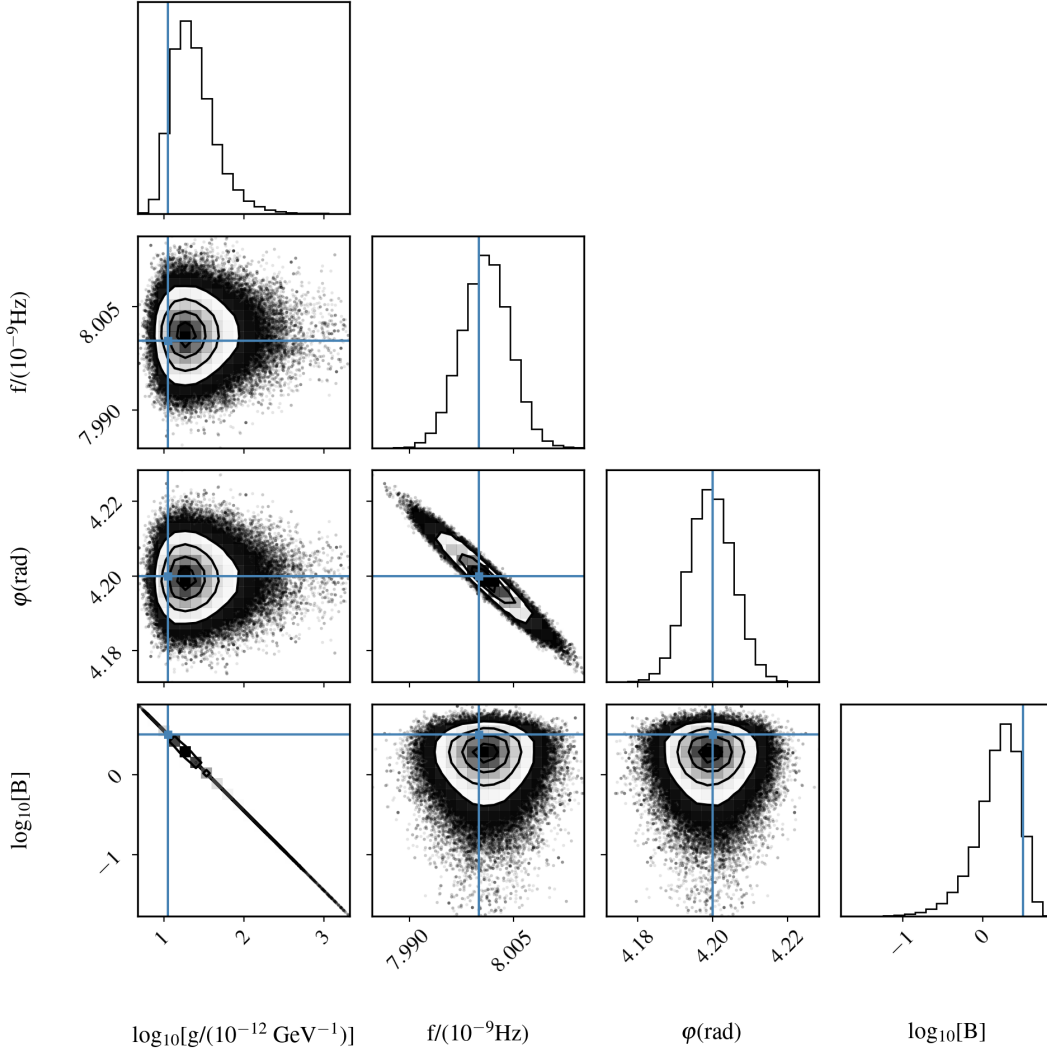 f/(10⁻⁹Hz)
8.005
7.990
φ(rad)
4.22
4.20
4.18
log₁₀[B]
0
−1
1
2
3
7.990
8.005
4.18
4.20
4.22
−1
0
log₁₀[g/(10⁻¹² GeV⁻¹)]
f/(10⁻⁹Hz)
φ(rad)
log₁₀[B]